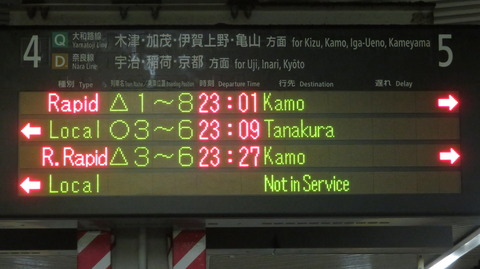 4 Q 大和路線 Yamatoji Line 木津・加茂・伊賀上野・亀山 方面 for Kizu, Kamo, Iga-Ueno, Kameyama 5
D 奈良線 Nara Line 宇治・稲荷・京都 方面 for Uji, Inari, Kyōto
種別 Type 時刻 Departure Time 行先 Destination 遅れ Delay
Rapid △1~8 23:01 Kamo →
← Local ○3~6 23:09 Tanakura
R.Rapid △3~6 23:27 Kamo →
← Local Not in Service